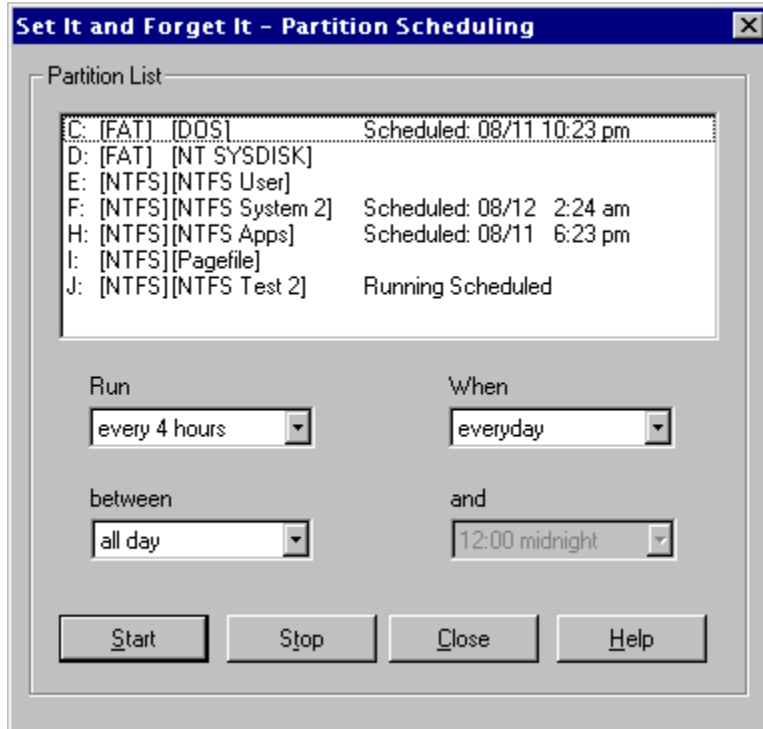 Set It and Forget It - Partition Scheduling
Partition List
C: [FAT] [DOS] Scheduled: 08/11 10:23 pm
D: [FAT] [NT SYSDISK]
E: [NTFS][NTFS User]
F: [NTFS][NTFS System 2] Scheduled: 08/12 2:24 am
H: [NTFS][NTFS Apps] Scheduled: 08/11 6:23 pm
I: [NTFS][Pagefile]
J: [NTFS][NTFS Test 2] Running Scheduled
Run When
every 4 hours everyday
between and
all day 12:00 midnight
Start Stop Close Help